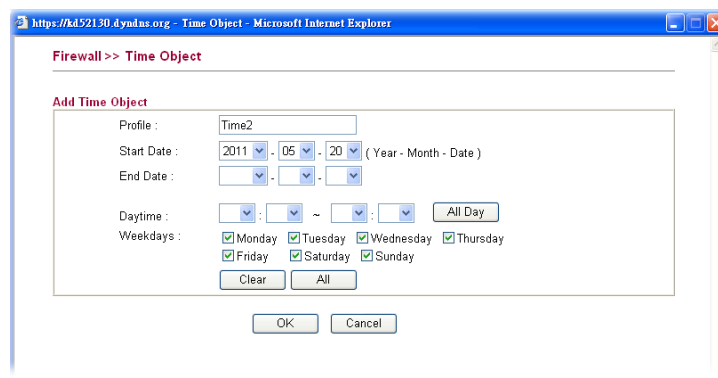 https://kd52130.dyndns.org - Time Object - Microsoft Internet Explorer
Firewall >> Time Object
Add Time Object
Profile : Time2
Start Date : 2011 - 05 - 20 ( Year - Month - Date )
End Date : - -
Daytime : : ~ : All Day
Weekdays : Monday Tuesday Wednesday Thursday
Friday Saturday Sunday
Clear All
OK Cancel